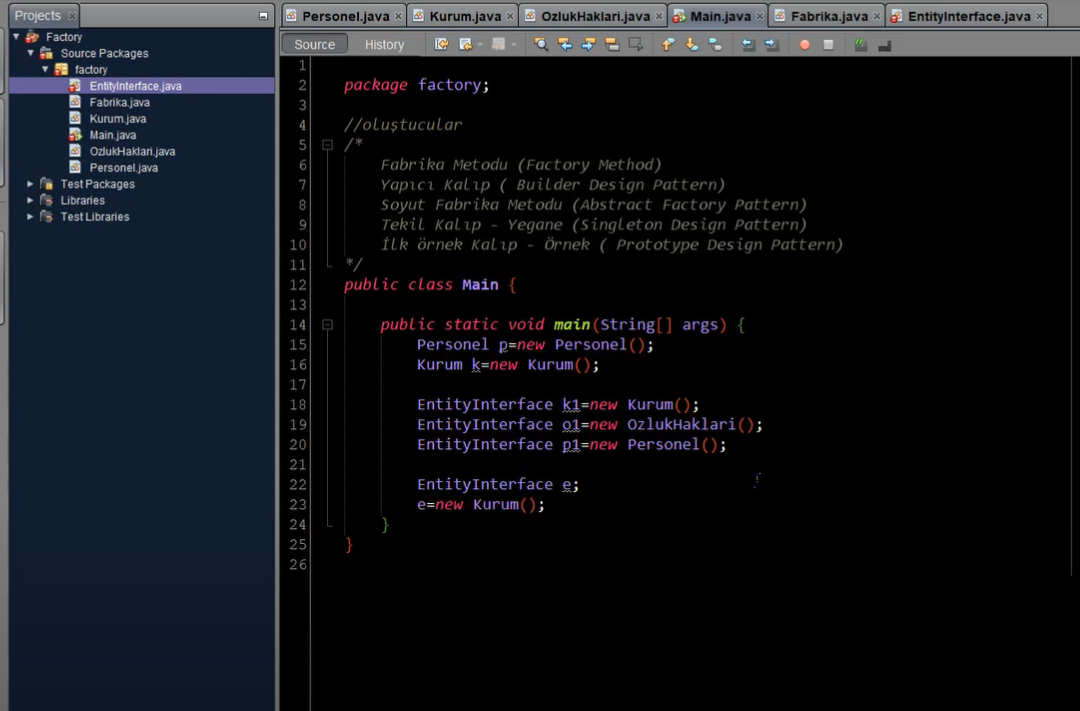 Projects
Factory
Source Packages
factory
EntityInterface.java
Fabrika.java
Kurum.java
Main.java
OzlukHaklari.java
Personel.java
Test Packages
Libraries
Test Libraries
Personel.java Kurum.java OzlukHaklari.java Main.java Fabrika.java EntityInterface.java
Source History
1
2 package factory;
3
4 //oluştucular
5 /*
6 Fabrika Metodu (Factory Method)
7 Yapıcı Kalıp ( Builder Design Pattern)
8 Soyut Fabrika Metodu (Abstract Factory Pattern)
9 Tekil Kalıp - Yegane (Singleton Design Pattern)
10 İlk örnek Kalıp - Örnek ( Prototype Design Pattern)
11 */
12 public class Main {
13
14 public static void main(String[] args) {
15 Personel p=new Personel();
16 Kurum k=new Kurum();
17
18 EntityInterface k1=new Kurum();
19 EntityInterface o1=new OzlukHaklari();
20 EntityInterface p1=new Personel();
21
22 EntityInterface e;
23 e=new Kurum();
24 }
25 }
26